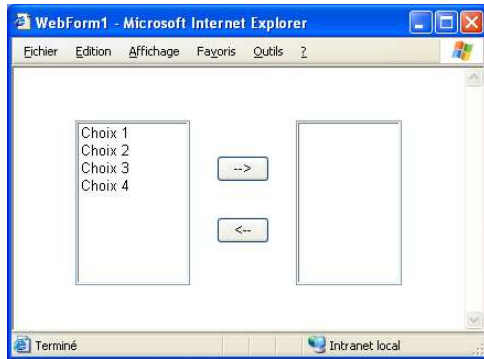 WebForm1 - Microsoft Internet Explorer
Fichier Edition Affichage Favoris Outils ?
Choix 1
Choix 2
Choix 3
Choix 4
-->
<--
Terminé
Intranet local